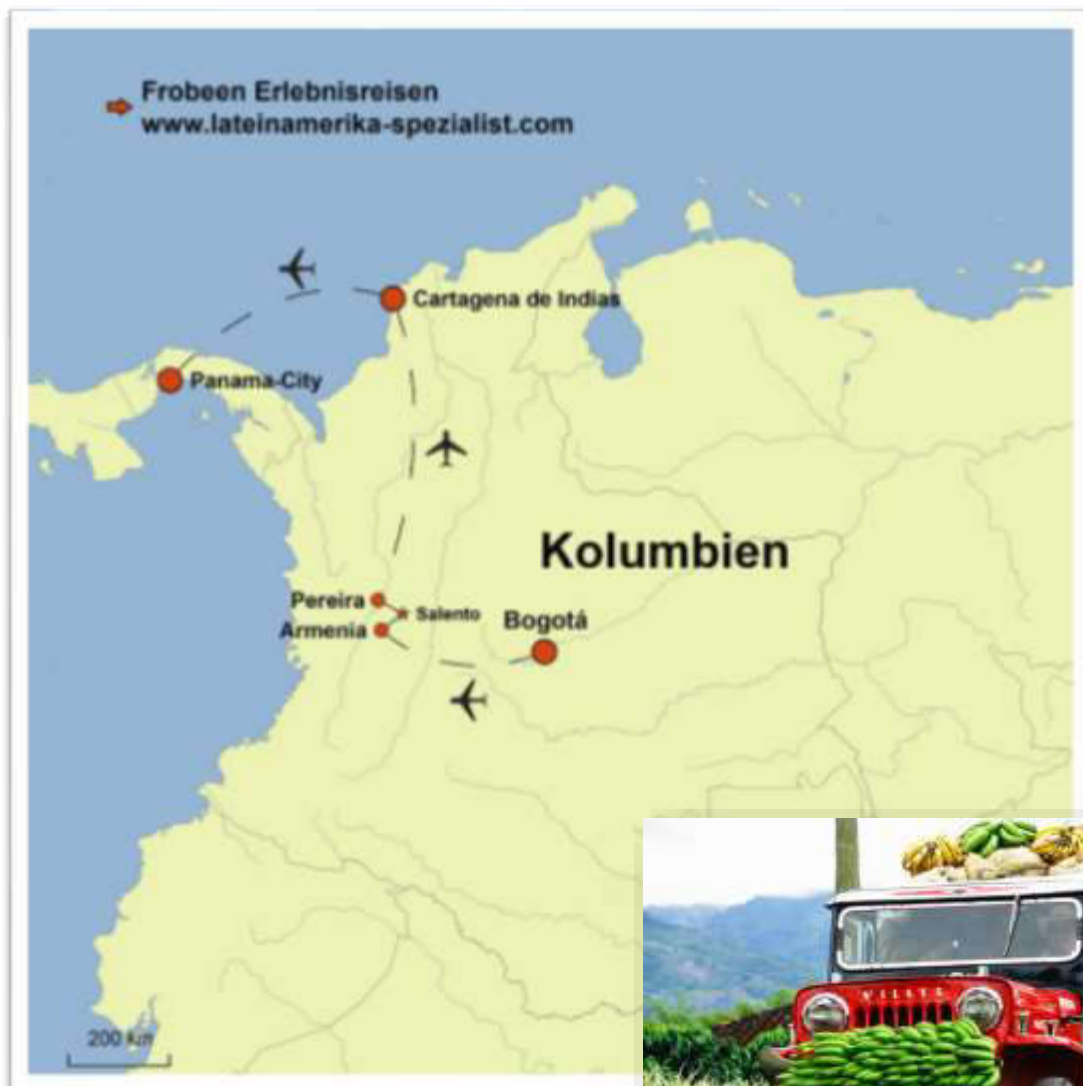 Frobeen Erlebnisreisen
www.lateinamerika-spezialist.com
Cartagena de Indias
Panama-City
Kolumbien
Pereira
Salento
Armenia
Bogotá
200 km
WILLYS